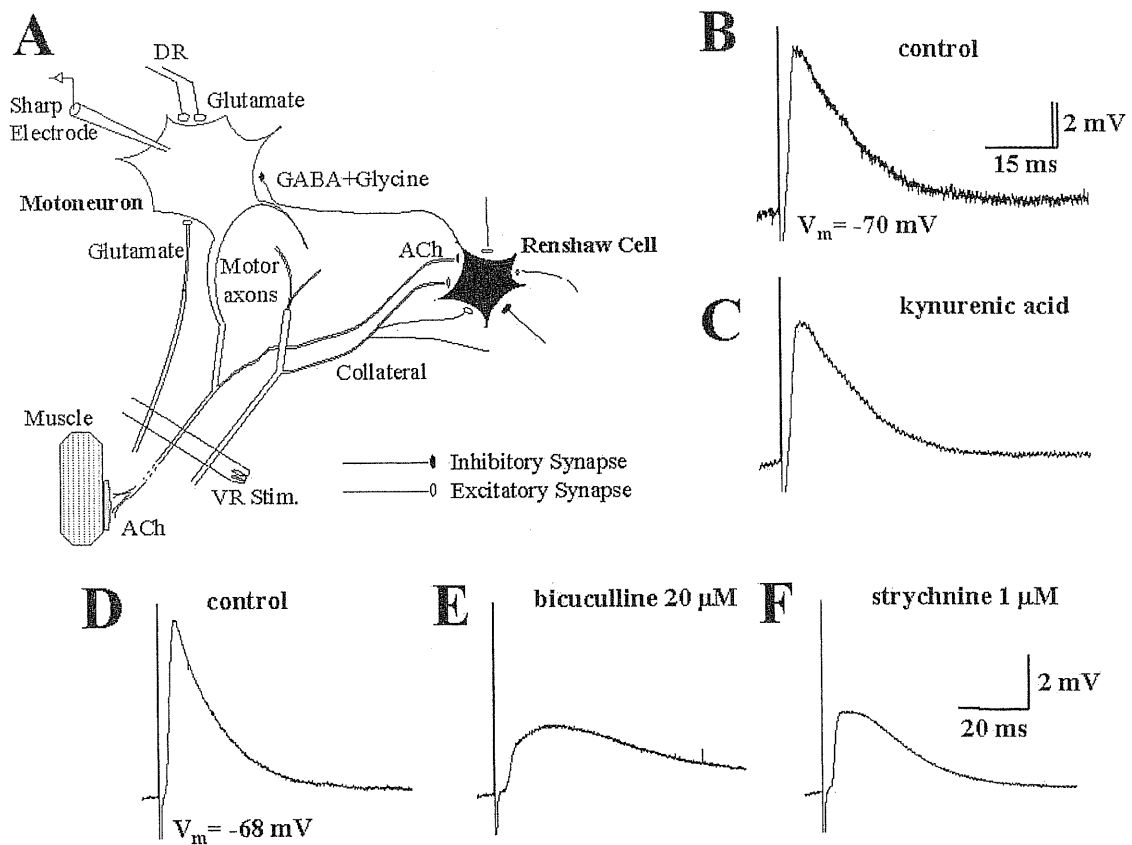 A
DR
Glutamate
Sharp
Electrode
GABA+Glycine
Motoneuron
Glutamate
Motor
axons
ACh
Renshaw Cell
Collateral
Muscle
VR Stim.
ACh
Inhibitory Synapse
Excitatory Synapse
B
control
2 mV
15 ms
Vm= -70 mV
C
kynurenic acid
D
control
Vm= -68 mV
E
bicuculline 20 µM
F
strychnine 1 µM
2 mV
20 ms